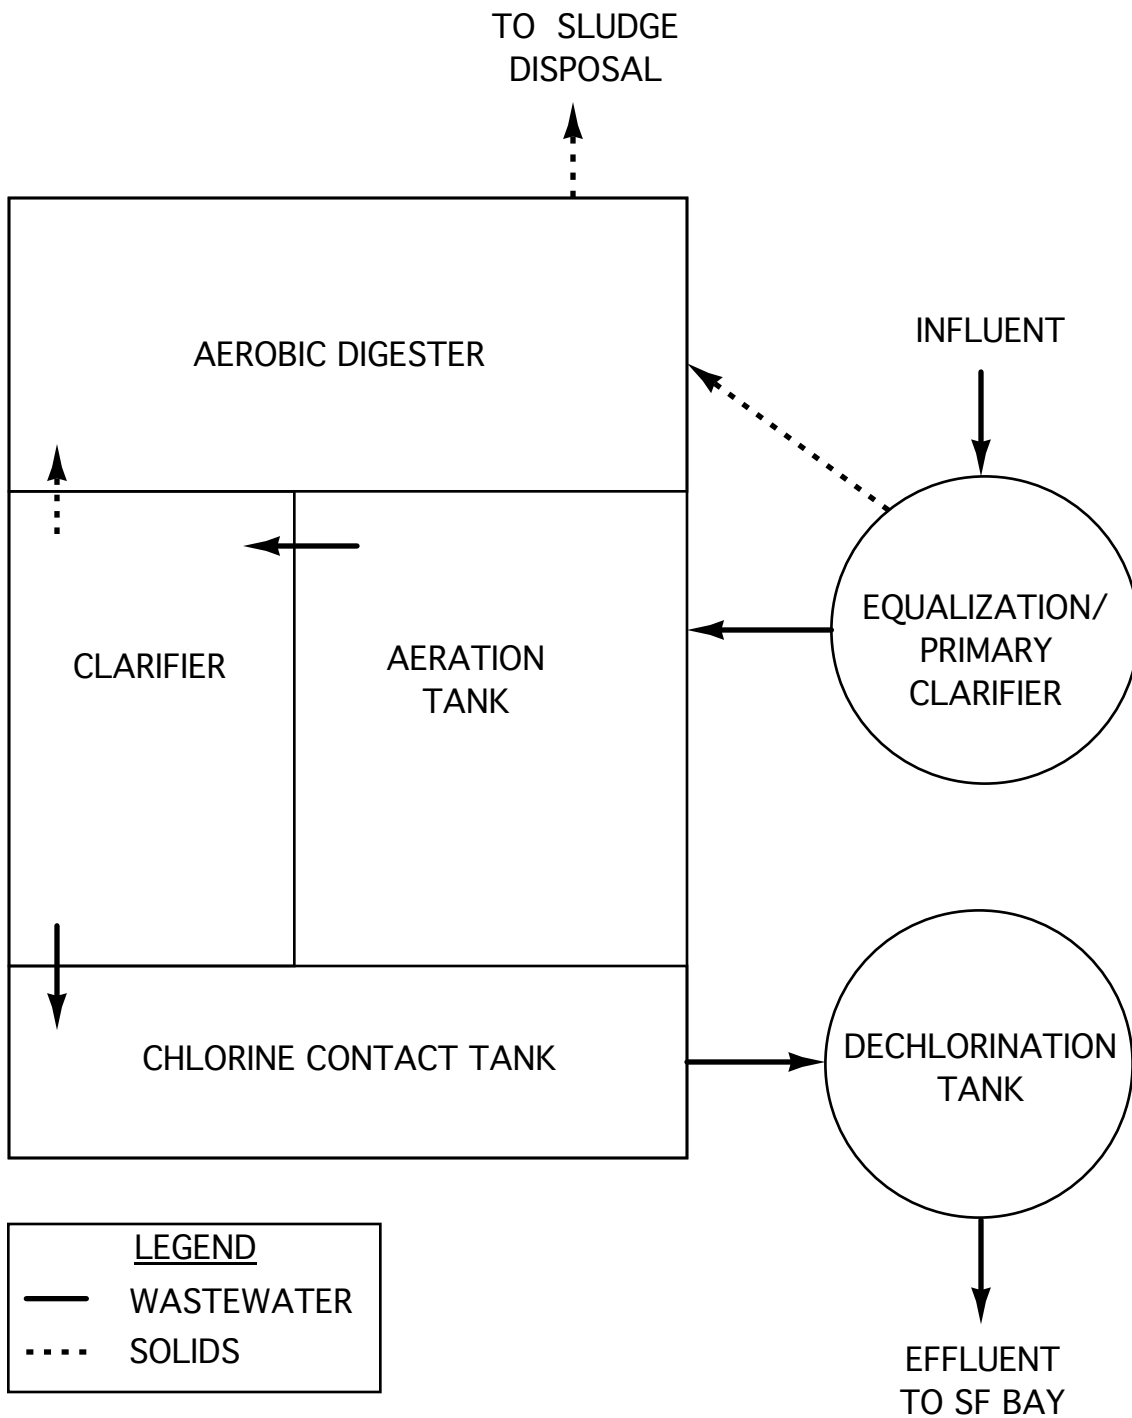 TO SLUDGE
DISPOSAL
AEROBIC DIGESTER
INFLUENT
EQUALIZATION/
PRIMARY
CLARIFIER
CLARIFIER
AERATION
TANK
CHLORINE CONTACT TANK
DECHLORINATION
TANK
LEGEND
WASTEWATER
SOLIDS
EFFLUENT
TO SF BAY